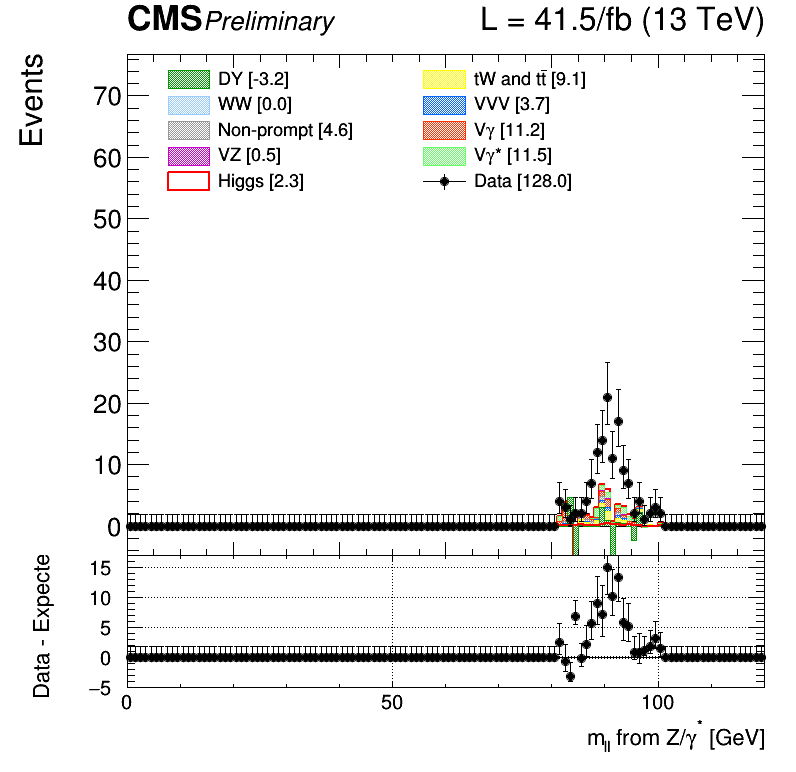 CMS Preliminary L = 41.5/fb (13 TeV)
Events
DY [-3.2]
WW [0.0]
Non-prompt [4.6]
VZ [0.5]
Higgs [2.3]
tW and tt̄ [9.1]
VVV [3.7]
Vγ [11.2]
Vγ* [11.5]
Data [128.0]
70
60
50
40
30
20
10
0
Data - Expecte
15
10
5
0
−5
0 50 100
m_ll from Z/γ* [GeV]